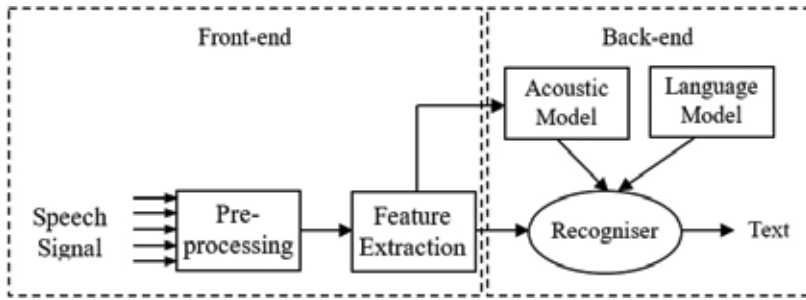 Front-end
Back-end
Acoustic
Model
Language
Model
Speech
Signal
Pre-
processing
Feature
Extraction
Recogniser
Text